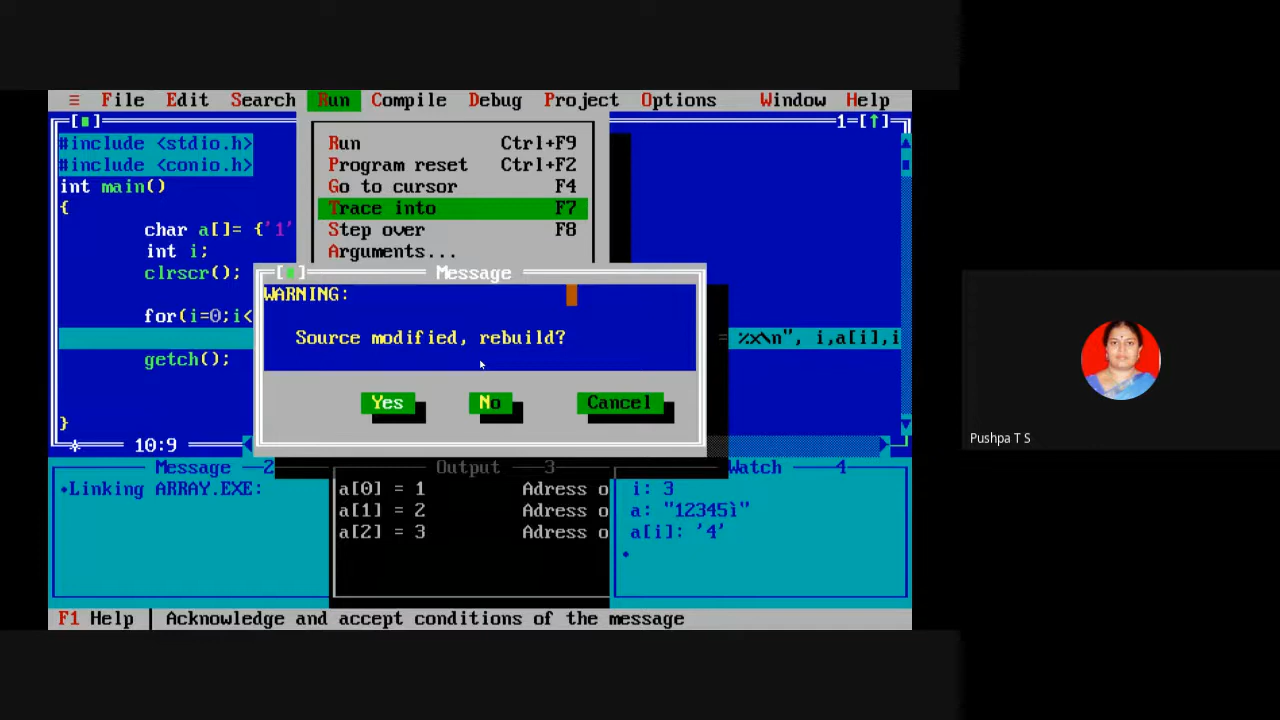 ≡ File Edit Search Run Compile Debug Project Options Window Help
1=[↑]
#include <stdio.h>
#include <conio.h>
int main()
{
char a[]= {'1'
int i;
clrscr();
for(i=0;i<
= %x\n", i,a[i],i
getch();
}
10:9
Run Ctrl+F9
Program reset Ctrl+F2
Go to cursor F4
Trace into F7
Step over F8
Arguments...
Message
WARNING:
Source modified, rebuild?
Yes No Cancel
Message 2
•Linking ARRAY.EXE:
Output 3
a[0] = 1 Adress o
a[1] = 2 Adress o
a[2] = 3 Adress o
Watch 4
i: 3
a: "12345ì"
a[i]: '4'
F1 Help │ Acknowledge and accept conditions of the message
Pushpa T S